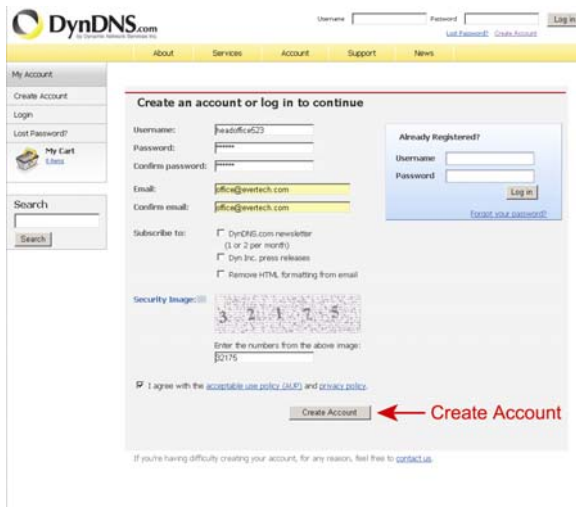 DynDNS.com
by Dynamic Network Services Inc.
Username Password Log in
Lost Password? Create Account
About Services Account Support News
My Account
Create Account
Login
Lost Password?
My Cart
0 items
Search
Search
Create an account or log in to continue
Username: headoffice523
Password: ******
Confirm password: ******
Email: office@evertech.com
Confirm email: office@evertech.com
Subscribe to: DynDNS.com newsletter
(1 or 2 per month)
Dyn Inc. press releases
Remove HTML formatting from email
Security Image:
3 2 1 7 5
Enter the numbers from the above image:
32175
I agree with the acceptable use policy (AUP) and privacy policy.
Create Account Create Account
Already Registered?
Username
Password
Log in
Forgot your password?
If you're having difficulty creating your account, for any reason, feel free to contact us.